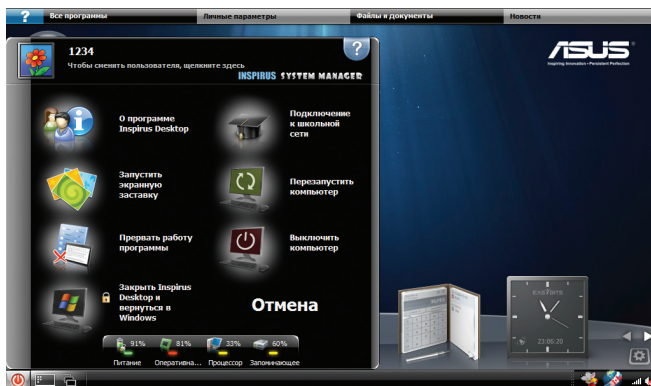 ? Все программы Личные параметры Файлы и документы Новости
1234
Чтобы сменить пользователя, щелкните здесь
?
INSPIRUS SYSTEM MANAGER
ASUS
Inspiring Innovation • Persistent Perfection
О программе
Inspirus Desktop
Подключение
к школьной
сети
Запустить
экранную
заставку
Перезапустить
компьютер
Прервать работу
программы
Выключить
компьютер
Закрыть Inspirus
Desktop и
вернуться в
Windows
Отмена
91% 81% 33% 60%
Питание Оперативна... Процессор Запоминающее
EASYBITS
23:06:20